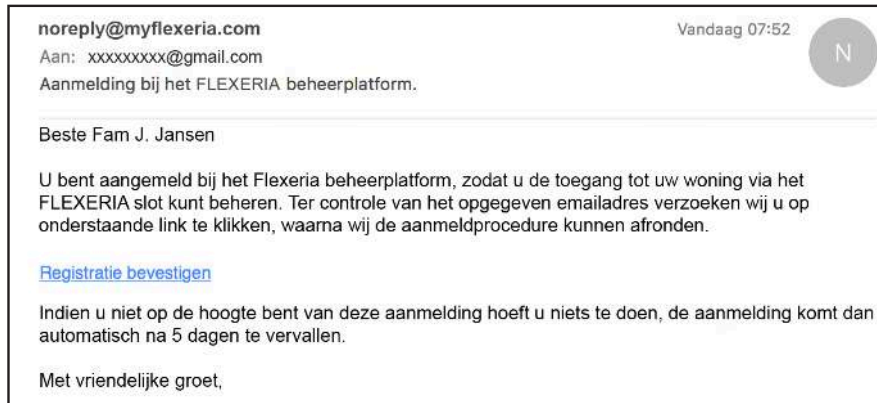 noreply@myflexeria.com
Vandaag 07:52
N
Aan: xxxxxxxxx@gmail.com
Aanmelding bij het FLEXERIA beheerplatform.
Beste Fam J. Jansen
U bent aangemeld bij het Flexeria beheerplatform, zodat u de toegang tot uw woning via het
FLEXERIA slot kunt beheren. Ter controle van het opgegeven emailadres verzoeken wij u op
onderstaande link te klikken, waarna wij de aanmeldprocedure kunnen afronden.
Registratie bevestigen
Indien u niet op de hoogte bent van deze aanmelding hoeft u niets te doen, de aanmelding komt dan
automatisch na 5 dagen te vervallen.
Met vriendelijke groet,